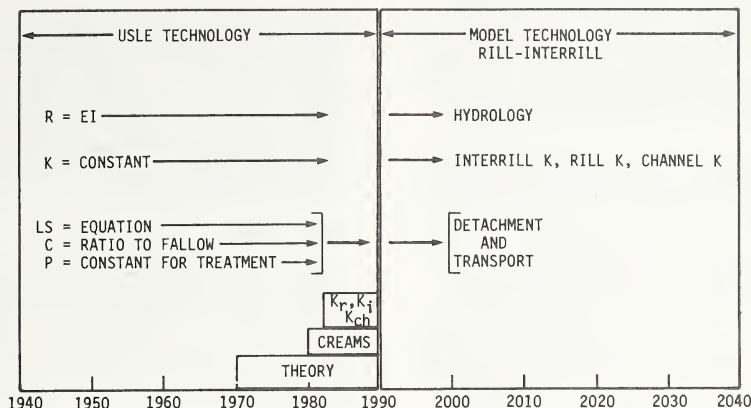 USLE TECHNOLOGY
MODEL TECHNOLOGY
RILL-INTERRILL
R = EI
HYDROLOGY
K = CONSTANT
INTERRILL K, RILL K, CHANNEL K
LS = EQUATION
C = RATIO TO FALLOW
P = CONSTANT FOR TREATMENT
DETACHMENT
AND
TRANSPORT
Kr, Ki
Kch
CREAMS
THEORY
1940 1950 1960 1970 1980 1990 2000 2010 2020 2030 2040